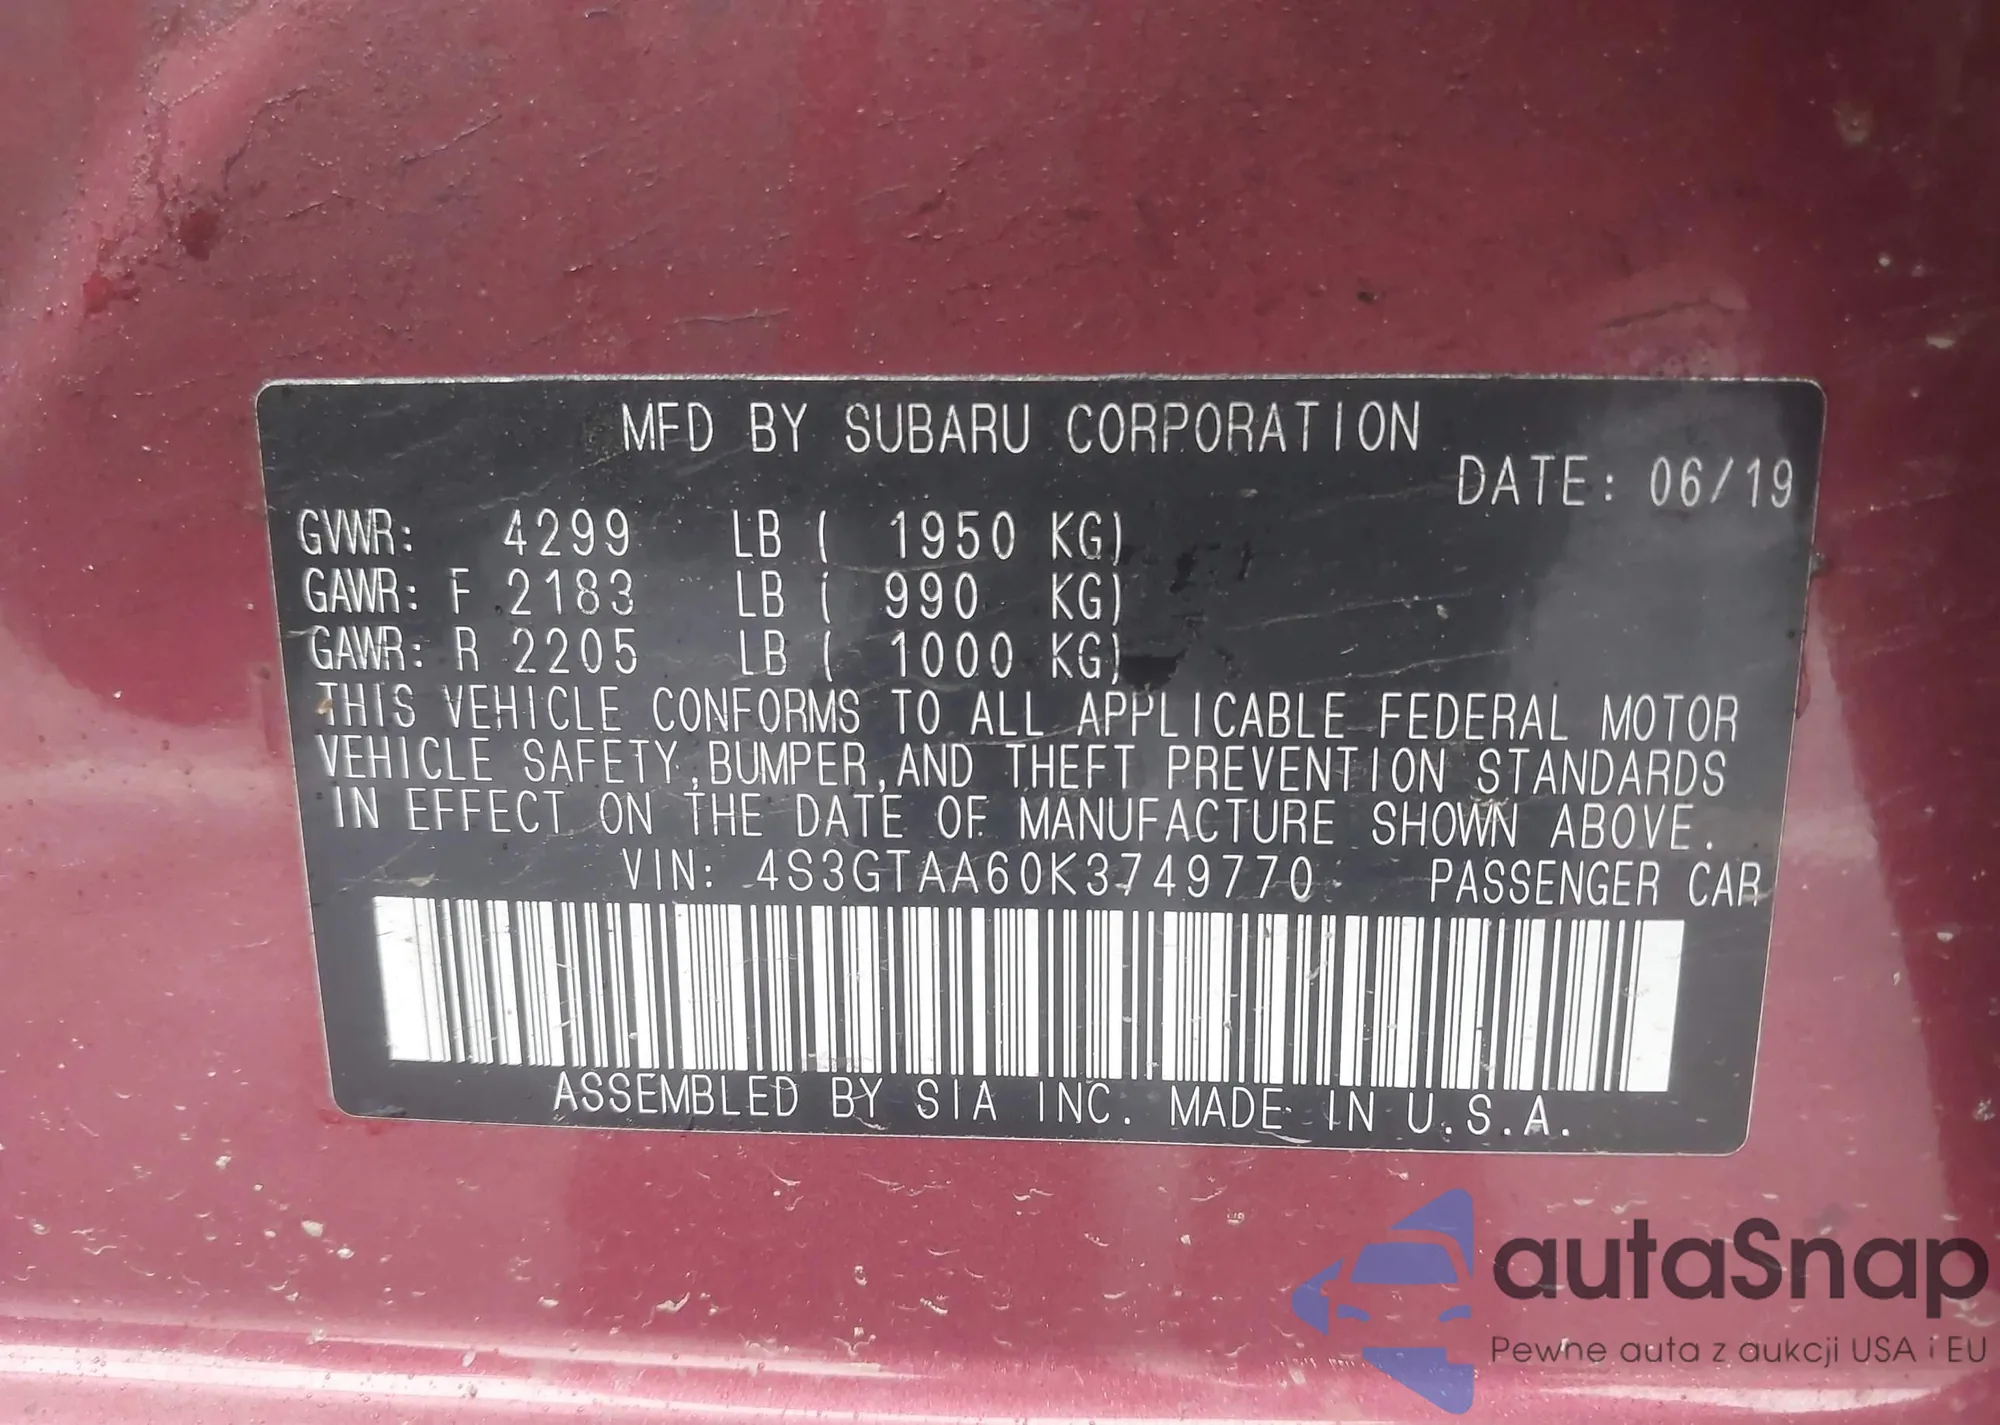 MFD BY SUBARU CORPORATION
DATE: 06/19
GVWR: 4299 LB ( 1950 KG)
GAWR: F 2183 LB ( 990 KG)
GAWR: R 2205 LB ( 1000 KG)
THIS VEHICLE CONFORMS TO ALL APPLICABLE FEDERAL MOTOR
VEHICLE SAFETY,BUMPER,AND THEFT PREVENTION STANDARDS
IN EFFECT ON THE DATE OF MANUFACTURE SHOWN ABOVE.
VIN: 4S3GTAA60K3749770 PASSENGER CAR
ASSEMBLED BY SIA INC. MADE IN U.S.A.
autaSnap
Pewne auta z aukcji USA i EU